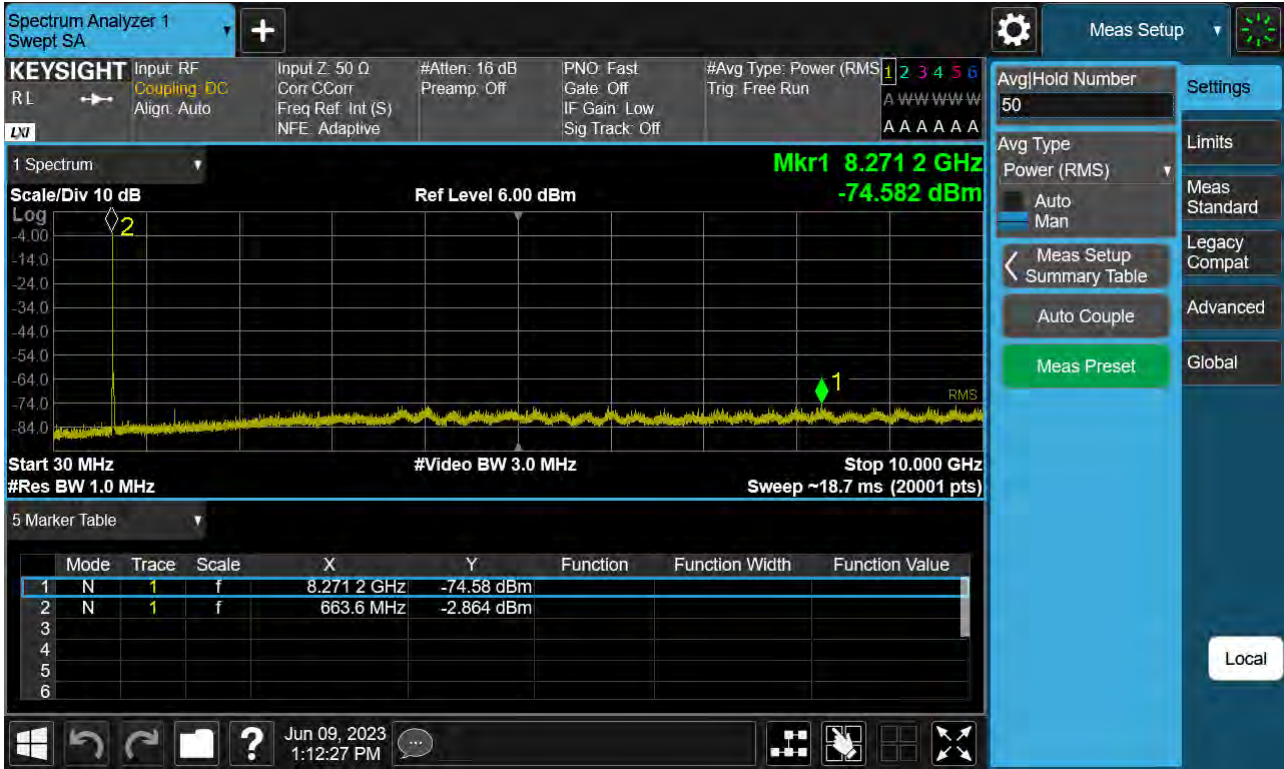 Spectrum Analyzer 1
Swept SA
+
Meas Setup
KEYSIGHT
RL
LXI
Input: RF
Coupling: DC
Align: Auto
Input Z: 50 Ω
Corr CCorr
Freq Ref: Int (S)
NFE: Adaptive
#Atten: 16 dB
Preamp: Off
PNO: Fast
Gate: Off
IF Gain: Low
Sig Track: Off
#Avg Type: Power (RMS
Trig: Free Run
1 2 3 4 5 6
A W W W W W
A A A A A A
1 Spectrum
Mkr1 8.271 2 GHz
-74.582 dBm
Scale/Div 10 dB
Ref Level 6.00 dBm
Log
-4.00
-14.0
-24.0
-34.0
-44.0
-54.0
-64.0
-74.0
-84.0
2
1
RMS
Start 30 MHz
#Video BW 3.0 MHz
Stop 10.000 GHz
#Res BW 1.0 MHz
Sweep ~18.7 ms (20001 pts)
5 Marker Table
Mode Trace Scale X Y Function Function Width Function Value
1 N 1 f 8.271 2 GHz -74.58 dBm
2 N 1 f 663.6 MHz -2.864 dBm
3
4
5
6
Avg|Hold Number
50
Avg Type
Power (RMS)
Auto
Man
Meas Setup
Summary Table
Auto Couple
Meas Preset
Settings
Limits
Meas
Standard
Legacy
Compat
Advanced
Global
Local
?
Jun 09, 2023
1:12:27 PM